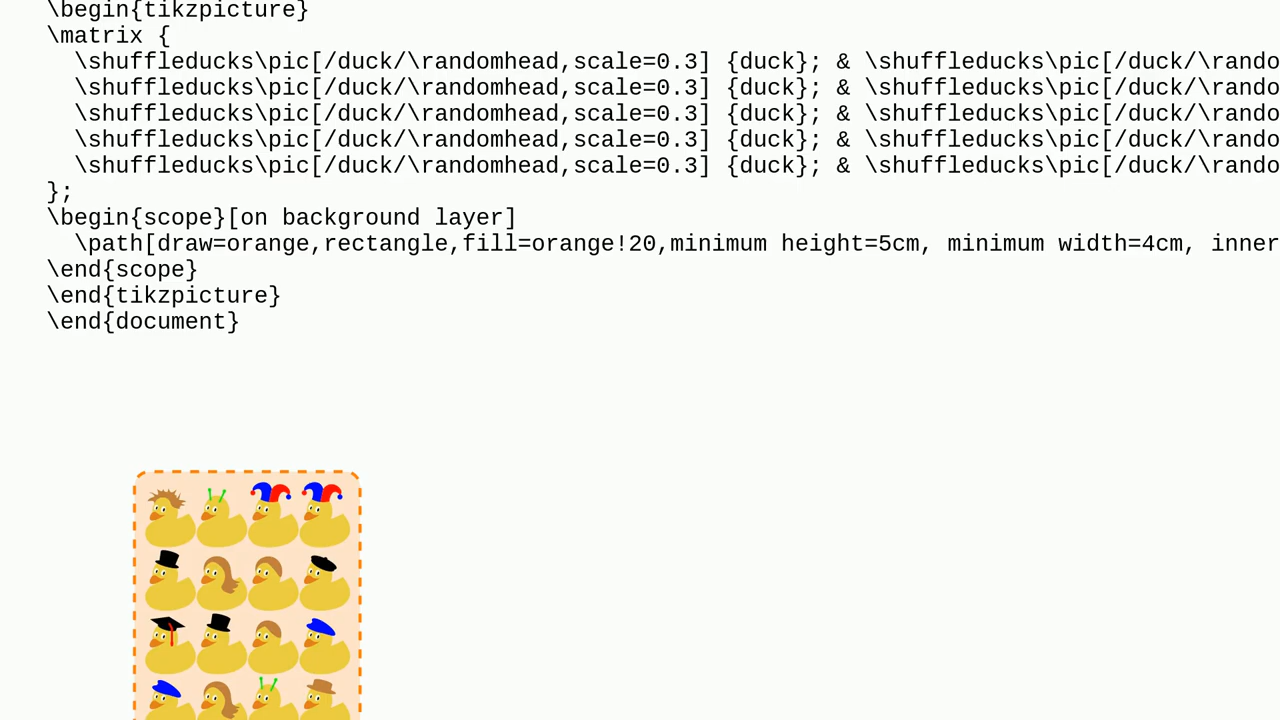 \begin{tikzpicture}
\matrix {
  \shuffleducks\pic[/duck/\randomhead,scale=0.3] {duck}; & \shuffleducks\pic[/duck/\rando
  \shuffleducks\pic[/duck/\randomhead,scale=0.3] {duck}; & \shuffleducks\pic[/duck/\rando
  \shuffleducks\pic[/duck/\randomhead,scale=0.3] {duck}; & \shuffleducks\pic[/duck/\rando
  \shuffleducks\pic[/duck/\randomhead,scale=0.3] {duck}; & \shuffleducks\pic[/duck/\rando
  \shuffleducks\pic[/duck/\randomhead,scale=0.3] {duck}; & \shuffleducks\pic[/duck/\rando
};
\begin{scope}[on background layer]
  \path[draw=orange,rectangle,fill=orange!20,minimum height=5cm, minimum width=4cm, inner
\end{scope}
\end{tikzpicture}
\end{document}